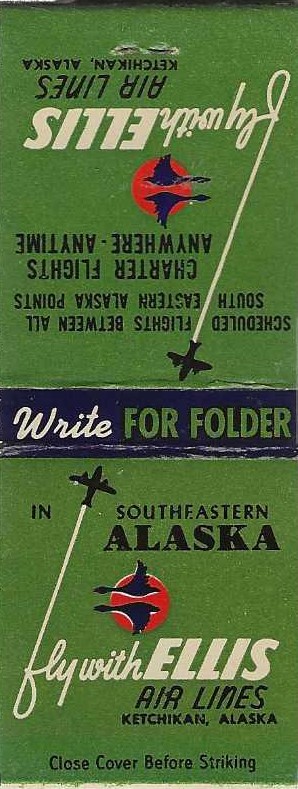 fly with ELLIS
AIR LINES
KETCHIKAN, ALASKA
CHARTER FLIGHTS
ANYWHERE - ANYTIME
SCHEDULED FLIGHTS BETWEEN ALL
SOUTH EASTERN ALASKA POINTS
Write FOR FOLDER
IN SOUTHEASTERN
ALASKA
fly with ELLIS
AIR LINES
KETCHIKAN, ALASKA
Close Cover Before Striking